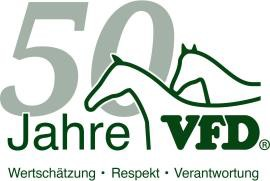 50
Jahre VFD®
Wertschätzung • Respekt • Verantwortung